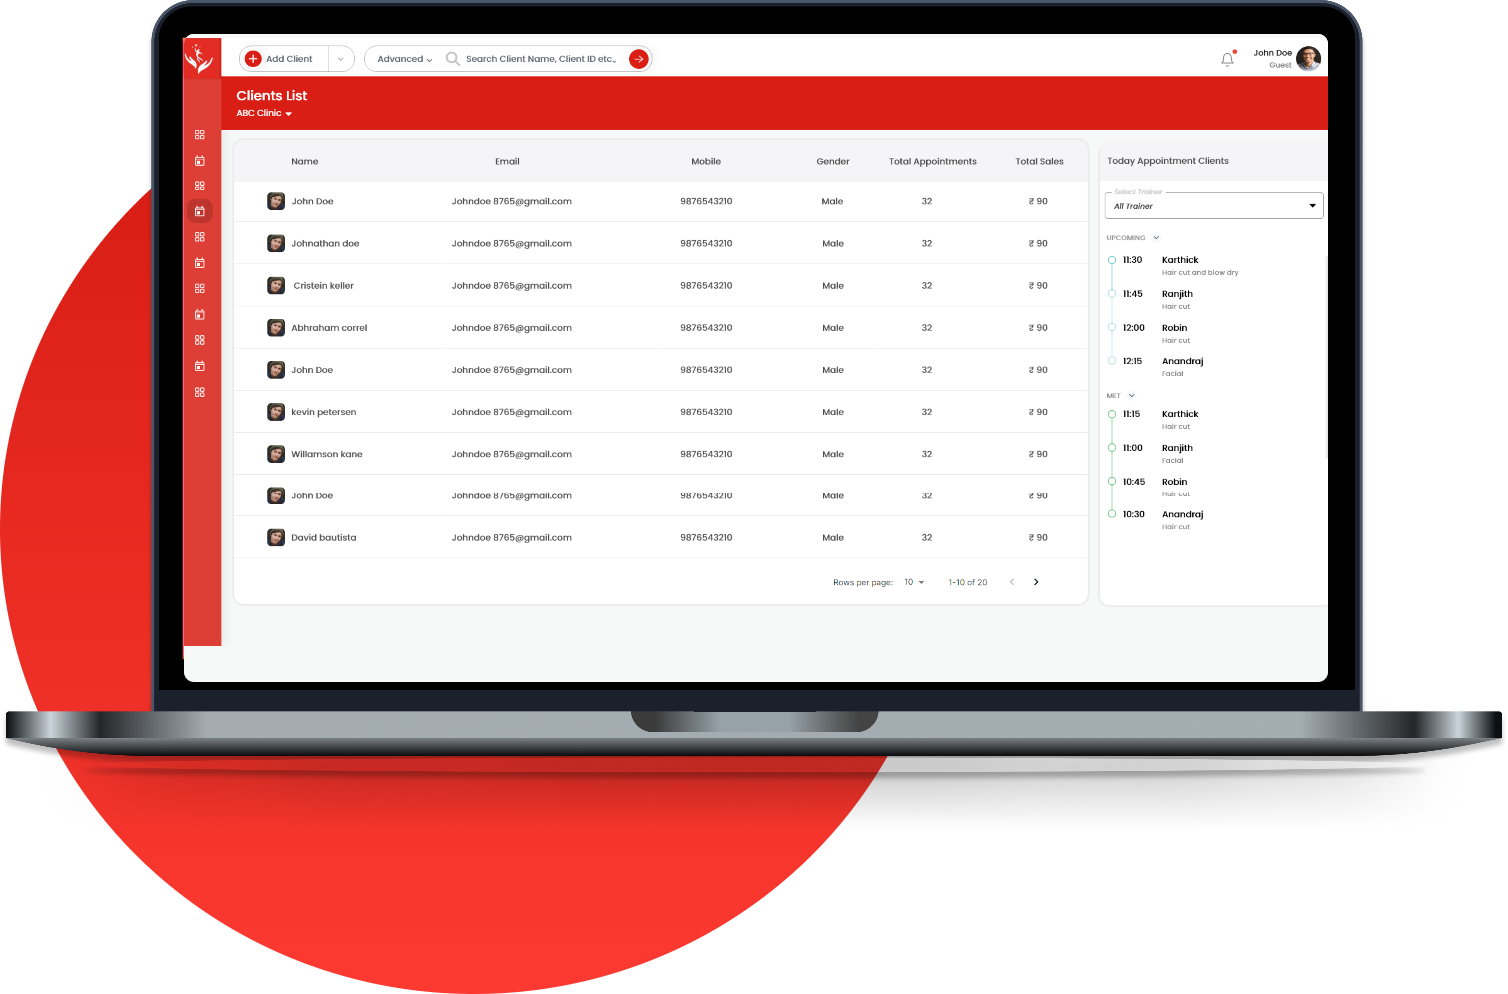 Add Client
Advanced
Search Client Name, Client ID etc.,
John Doe
Guest
Clients List
ABC Clinic
Name Email Mobile Gender Total Appointments Total Sales
John Doe Johndoe 8765@gmail.com 9876543210 Male 32 ₹ 90
Johnathan doe Johndoe 8765@gmail.com 9876543210 Male 32 ₹ 90
Cristein keller Johndoe 8765@gmail.com 9876543210 Male 32 ₹ 90
Abhraham correl Johndoe 8765@gmail.com 9876543210 Male 32 ₹ 90
John Doe Johndoe 8765@gmail.com 9876543210 Male 32 ₹ 90
kevin petersen Johndoe 8765@gmail.com 9876543210 Male 32 ₹ 90
Willamson kane Johndoe 8765@gmail.com 9876543210 Male 32 ₹ 90
John Doe Johndoe 8765@gmail.com 9876543210 Male 32 ₹ 90
David bautista Johndoe 8765@gmail.com 9876543210 Male 32 ₹ 90
Rows per page: 10 1-10 of 20
Today Appointment Clients
Select Trainer
All Trainer
UPCOMING
11:30 Karthick
Hair cut and blow dry
11:45 Ranjith
Hair cut
12:00 Robin
Hair cut
12:15 Anandraj
Facial
MET
11:15 Karthick
Hair cut
11:00 Ranjith
Facial
10:45 Robin
Hair cut
10:30 Anandraj
Hair cut